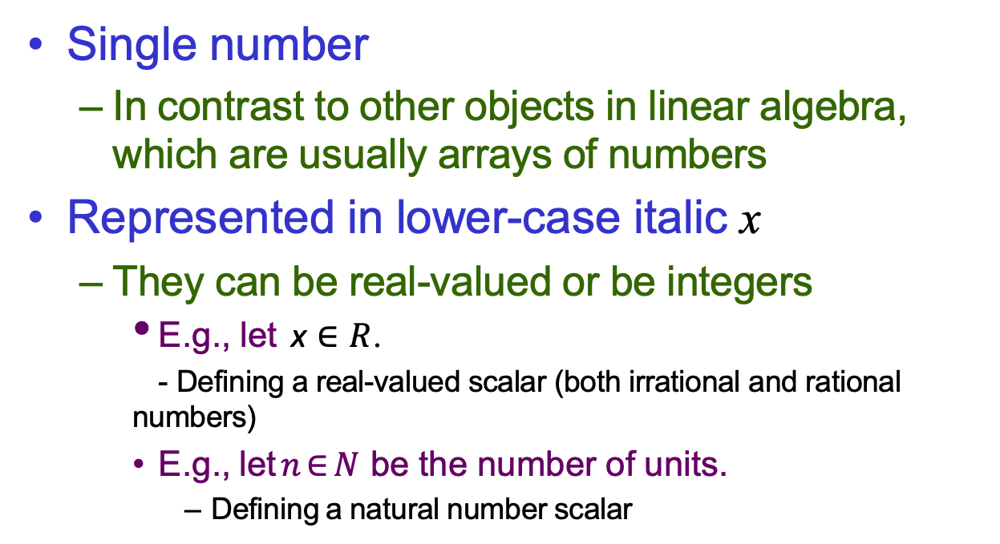 • Single number
– In contrast to other objects in linear algebra,
which are usually arrays of numbers
• Represented in lower-case italic x
– They can be real-valued or be integers
• E.g., let x ∈ R.
- Defining a real-valued scalar (both irrational and rational
numbers)
• E.g., let n ∈ N be the number of units.
– Defining a natural number scalar